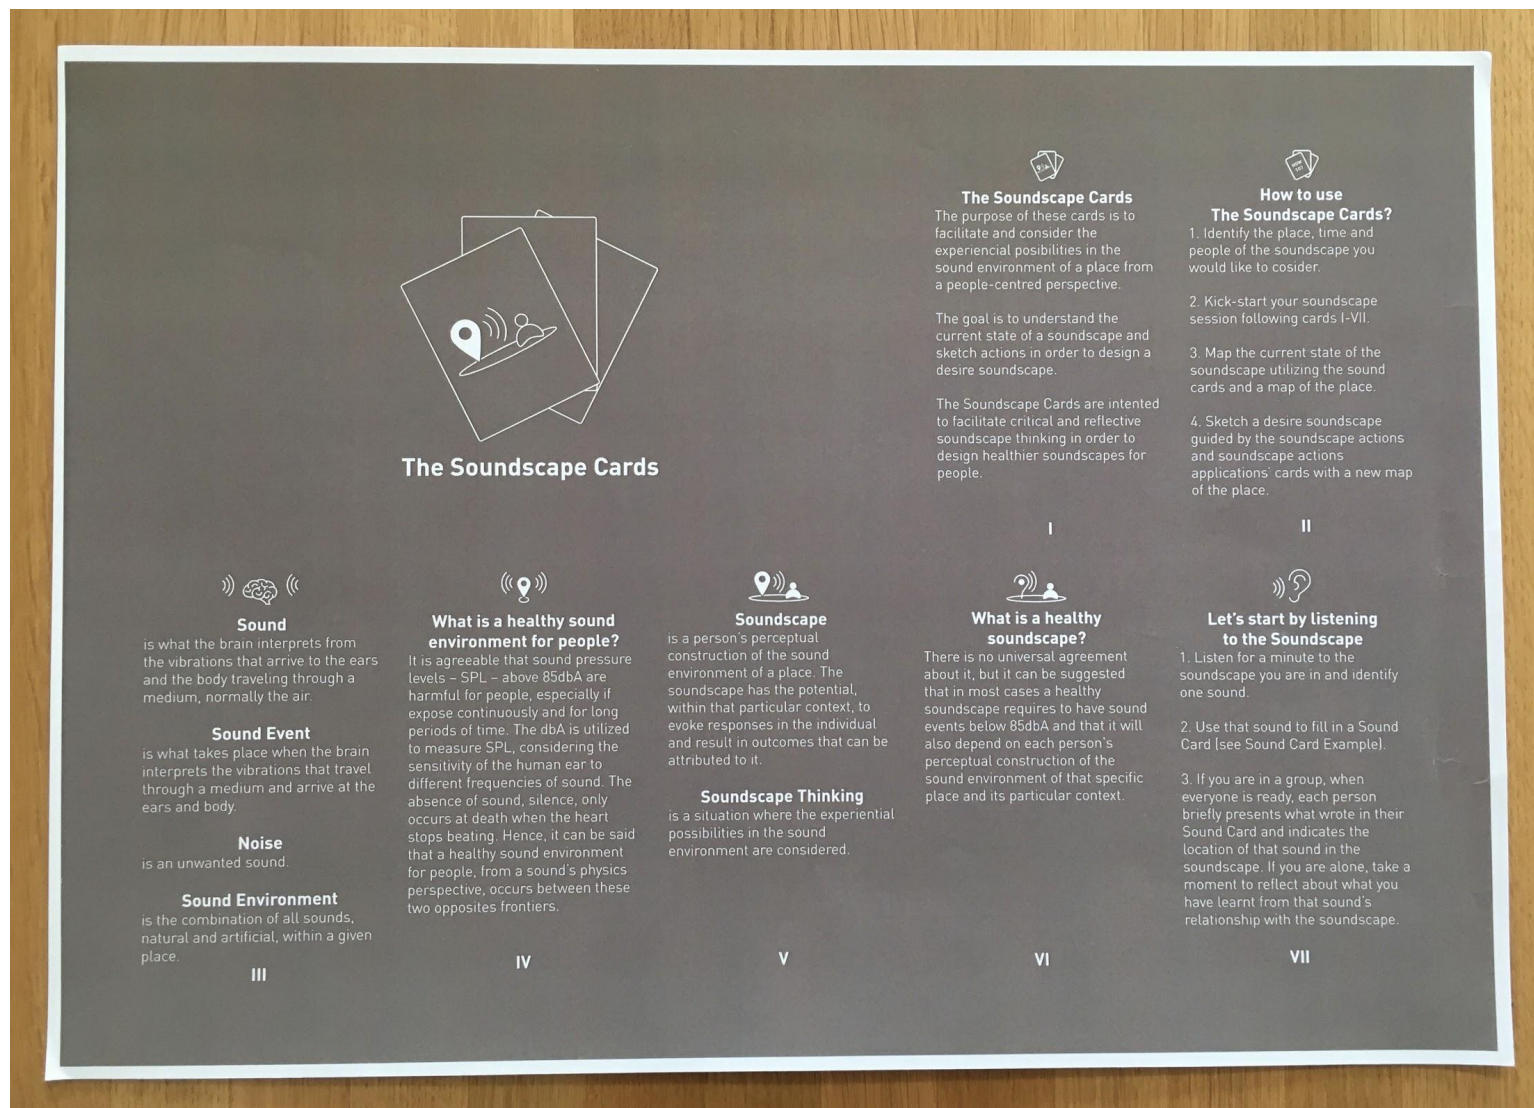 The Soundscape Cards
The Soundscape Cards
The purpose of these cards is to
facilitate and consider the
experiencial posibilities in the
sound environment of a place from
a people-centred perspective.
The goal is to understand the
current state of a soundscape and
sketch actions in order to design a
desire soundscape.
The Soundscape Cards are intented
to facilitate critical and reflective
soundscape thinking in order to
design healthier soundscapes for
people.
I
How to use
The Soundscape Cards?
1. Identify the place, time and
people of the soundscape you
would like to cosider.
2. Kick-start your soundscape
session following cards I-VII.
3. Map the current state of the
soundscape utilizing the sound
cards and a map of the place.
4. Sketch a desire soundscape
guided by the soundscape actions
and soundscape actions
applications' cards with a new map
of the place.
II
Sound
is what the brain interprets from
the vibrations that arrive to the ears
and the body traveling through a
medium, normally the air.
Sound Event
is what takes place when the brain
interprets the vibrations that travel
through a medium and arrive at the
ears and body.
Noise
is an unwanted sound.
Sound Environment
is the combination of all sounds,
natural and artificial, within a given
place.
III
What is a healthy sound
environment for people?
It is agreeable that sound pressure
levels – SPL – above 85dbA are
harmful for people, especially if
expose continuously and for long
periods of time. The dbA is utilized
to measure SPL, considering the
sensitivity of the human ear to
different frequencies of sound. The
absence of sound, silence, only
occurs at death when the heart
stops beating. Hence, it can be said
that a healthy sound environment
for people, from a sound's physics
perspective, occurs between these
two opposites frontiers.
IV
Soundscape
is a person's perceptual
construction of the sound
environment of a place. The
soundscape has the potential,
within that particular context, to
evoke responses in the individual
and result in outcomes that can be
attributed to it.
Soundscape Thinking
is a situation where the experiential
possibilities in the sound
environment are considered.
V
What is a healthy
soundscape?
There is no universal agreement
about it, but it can be suggested
that in most cases a healthy
soundscape requires to have sound
events below 85dbA and that it will
also depend on each person's
perceptual construction of the
sound environment of that specific
place and its particular context.
VI
Let's start by listening
to the Soundscape
1. Listen for a minute to the
soundscape you are in and identify
one sound.
2. Use that sound to fill in a Sound
Card (see Sound Card Example).
3. If you are in a group, when
everyone is ready, each person
briefly presents what wrote in their
Sound Card and indicates the
location of that sound in the
soundscape. If you are alone, take a
moment to reflect about what you
have learnt from that sound's
relationship with the soundscape.
VII